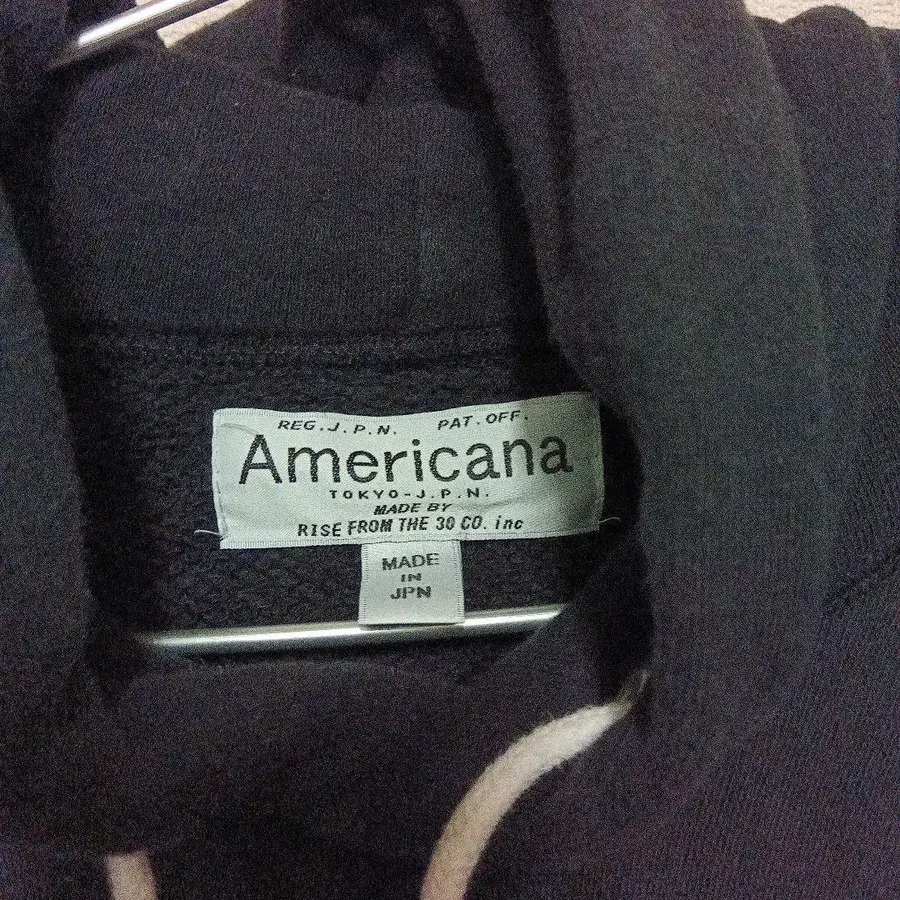 REG.J.P.N. PAT.OFF.
Americana
TOKYO-J.P.N.
MADE BY
RISE FROM THE 30 CO. inc
MADE
IN
JPN